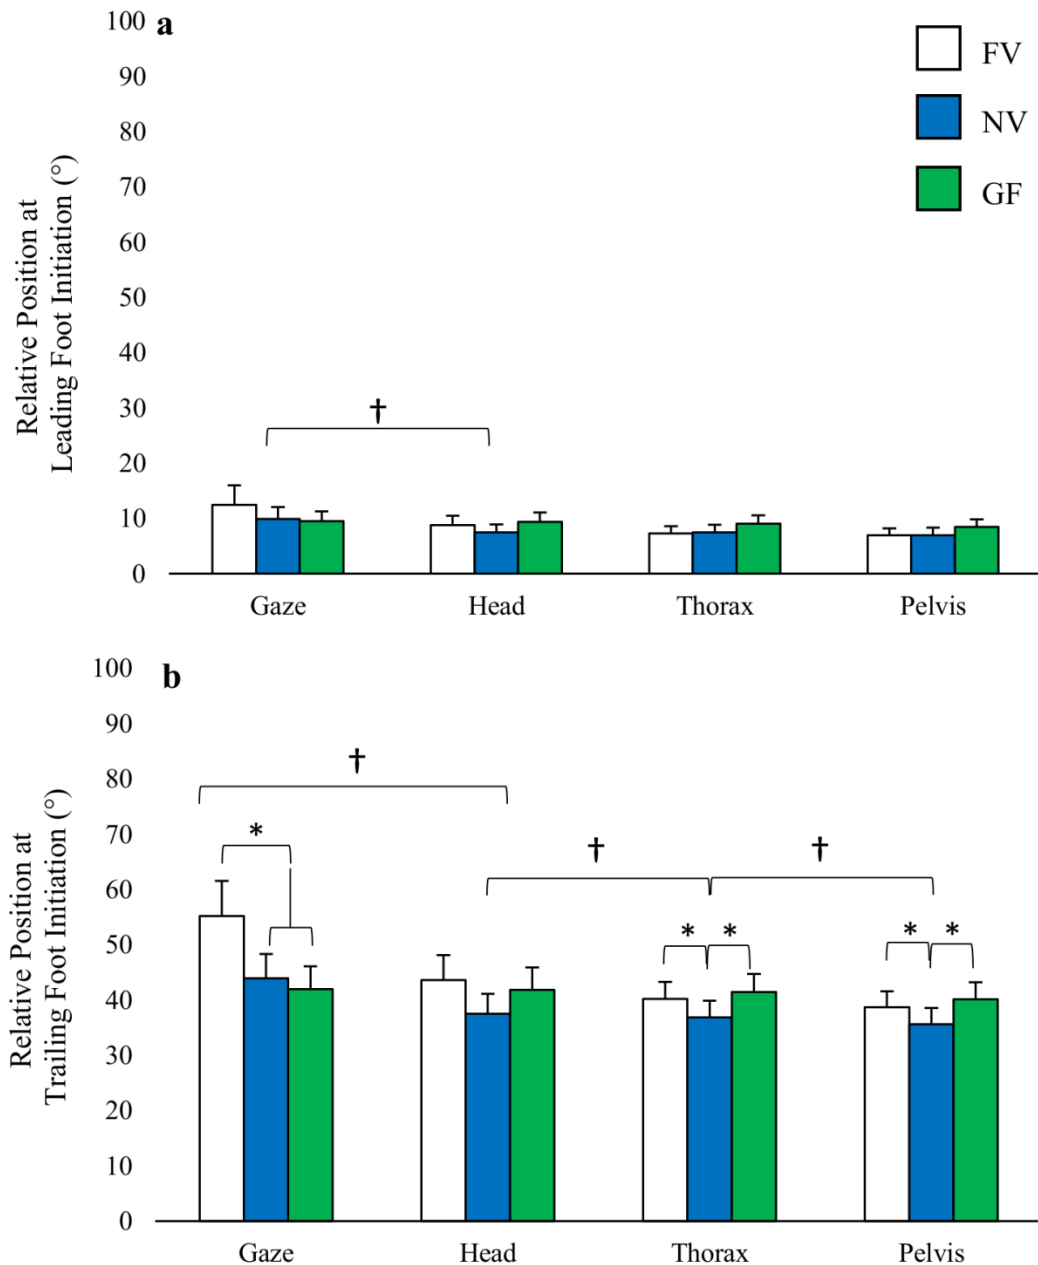 a
100
90
80
70
60
50
40
30
20
10
0
Relative Position at
Leading Foot Initiation (°)
FV
NV
GF
†
Gaze Head Thorax Pelvis
b
100
90
80
70
60
50
40
30
20
10
0
Relative Position at
Trailing Foot Initiation (°)
†
† †
*
* * * *
Gaze Head Thorax Pelvis